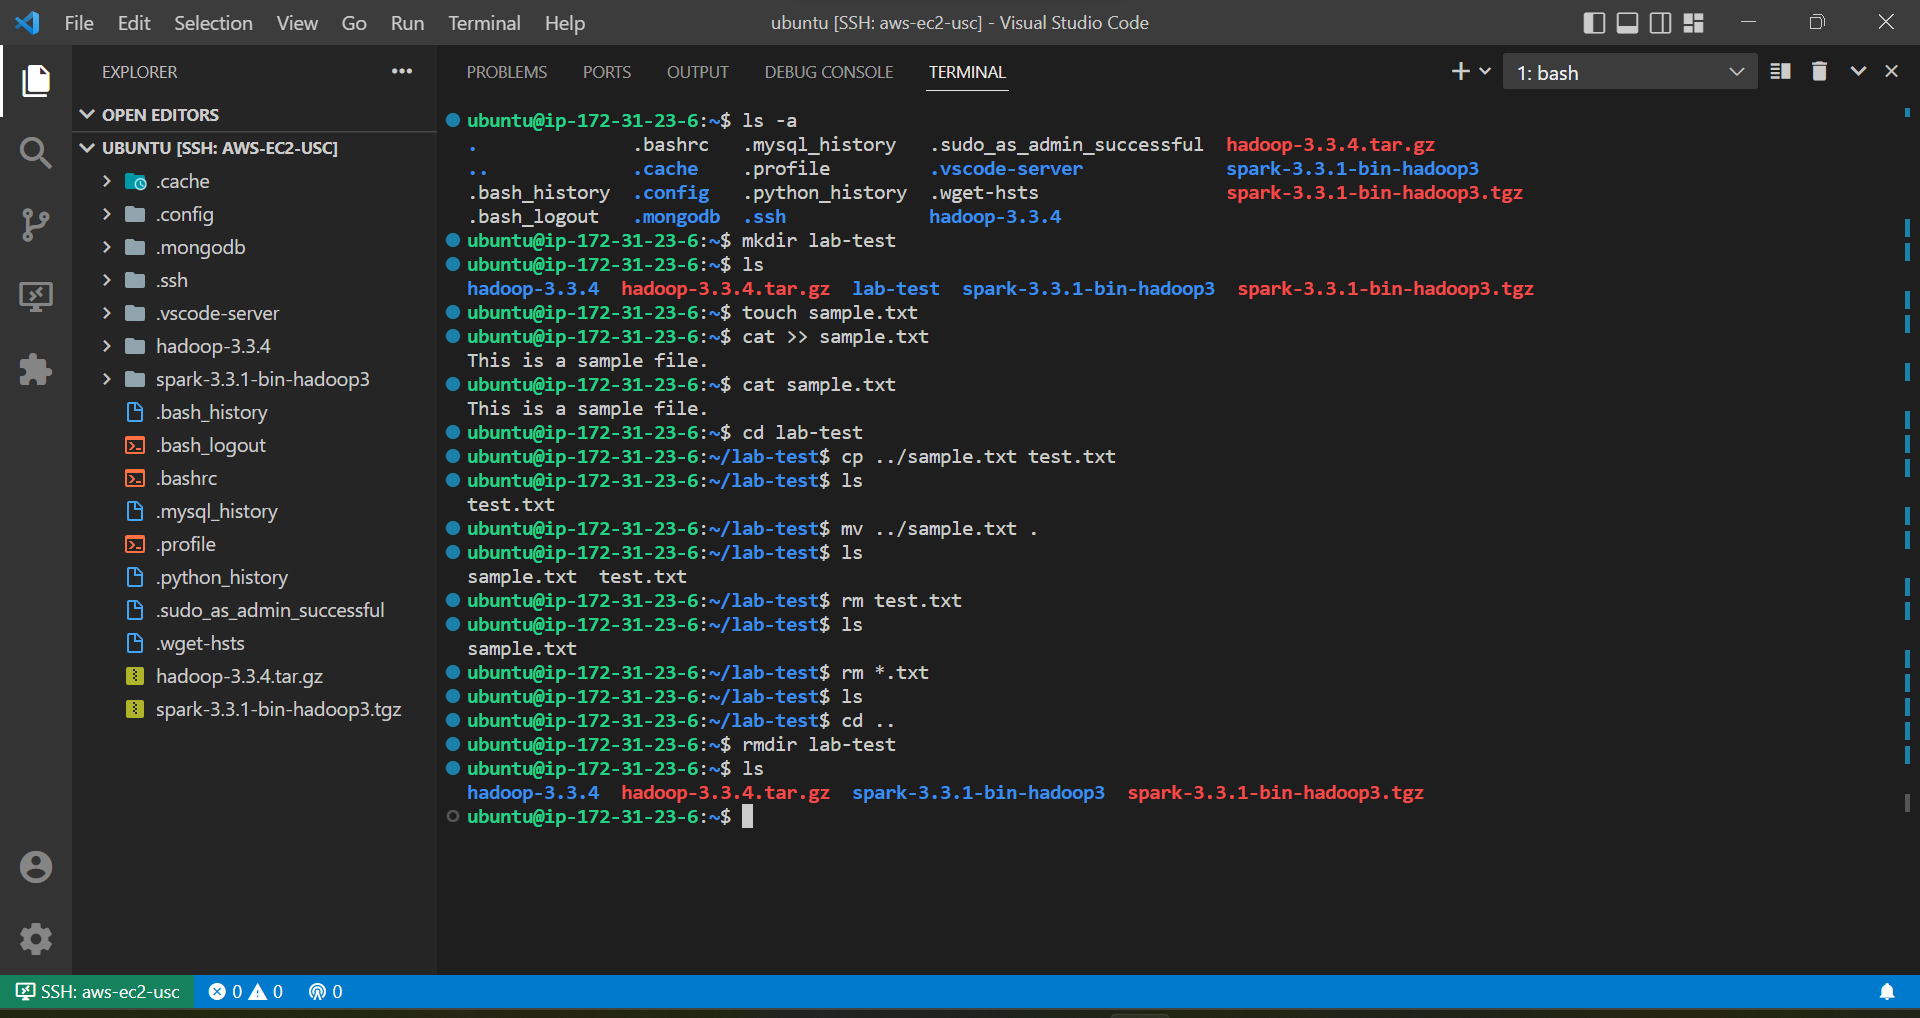 File Edit Selection View Go Run Terminal Help
ubuntu [SSH: aws-ec2-usc] - Visual Studio Code
EXPLORER
OPEN EDITORS
UBUNTU [SSH: AWS-EC2-USC]
.cache
.config
.mongodb
.ssh
.vscode-server
hadoop-3.3.4
spark-3.3.1-bin-hadoop3
.bash_history
.bash_logout
.bashrc
.mysql_history
.profile
.python_history
.sudo_as_admin_successful
.wget-hsts
hadoop-3.3.4.tar.gz
spark-3.3.1-bin-hadoop3.tgz
PROBLEMS PORTS OUTPUT DEBUG CONSOLE TERMINAL
1: bash
ubuntu@ip-172-31-23-6:~$ ls -a
. .bashrc .mysql_history .sudo_as_admin_successful hadoop-3.3.4.tar.gz
.. .cache .profile .vscode-server spark-3.3.1-bin-hadoop3
.bash_history .config .python_history .wget-hsts spark-3.3.1-bin-hadoop3.tgz
.bash_logout .mongodb .ssh hadoop-3.3.4
ubuntu@ip-172-31-23-6:~$ mkdir lab-test
ubuntu@ip-172-31-23-6:~$ ls
hadoop-3.3.4 hadoop-3.3.4.tar.gz lab-test spark-3.3.1-bin-hadoop3 spark-3.3.1-bin-hadoop3.tgz
ubuntu@ip-172-31-23-6:~$ touch sample.txt
ubuntu@ip-172-31-23-6:~$ cat >> sample.txt
This is a sample file.
ubuntu@ip-172-31-23-6:~$ cat sample.txt
This is a sample file.
ubuntu@ip-172-31-23-6:~$ cd lab-test
ubuntu@ip-172-31-23-6:~/lab-test$ cp ../sample.txt test.txt
ubuntu@ip-172-31-23-6:~/lab-test$ ls
test.txt
ubuntu@ip-172-31-23-6:~/lab-test$ mv ../sample.txt .
ubuntu@ip-172-31-23-6:~/lab-test$ ls
sample.txt test.txt
ubuntu@ip-172-31-23-6:~/lab-test$ rm test.txt
ubuntu@ip-172-31-23-6:~/lab-test$ ls
sample.txt
ubuntu@ip-172-31-23-6:~/lab-test$ rm *.txt
ubuntu@ip-172-31-23-6:~/lab-test$ ls
ubuntu@ip-172-31-23-6:~/lab-test$ cd ..
ubuntu@ip-172-31-23-6:~$ rmdir lab-test
ubuntu@ip-172-31-23-6:~$ ls
hadoop-3.3.4 hadoop-3.3.4.tar.gz spark-3.3.1-bin-hadoop3 spark-3.3.1-bin-hadoop3.tgz
ubuntu@ip-172-31-23-6:~$
SSH: aws-ec2-usc 0 0 0